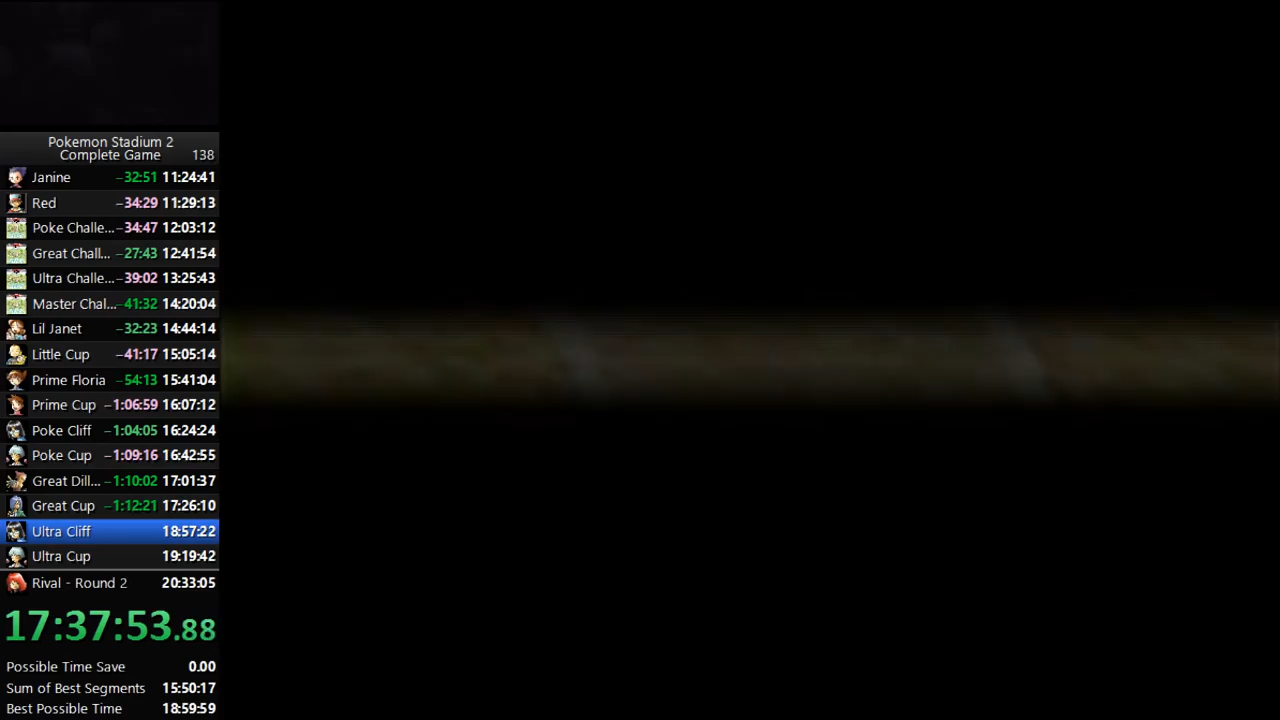 Pokemon Stadium 2
Complete Game 138
Janine −32:51 11:24:41
Red −34:29 11:29:13
Poke Challe... −34:47 12:03:12
Great Chall... −27:43 12:41:54
Ultra Challe... −39:02 13:25:43
Master Chal... −41:32 14:20:04
Lil Janet −32:23 14:44:14
Little Cup −41:17 15:05:14
Prime Floria −54:13 15:41:04
Prime Cup −1:06:59 16:07:12
Poke Cliff −1:04:05 16:24:24
Poke Cup −1:09:16 16:42:55
Great Dill... −1:10:02 17:01:37
Great Cup −1:12:21 17:26:10
Ultra Cliff 18:57:22
Ultra Cup 19:19:42
Rival - Round 2 20:33:05
17:37:53.88
Possible Time Save 0.00
Sum of Best Segments 15:50:17
Best Possible Time 18:59:59